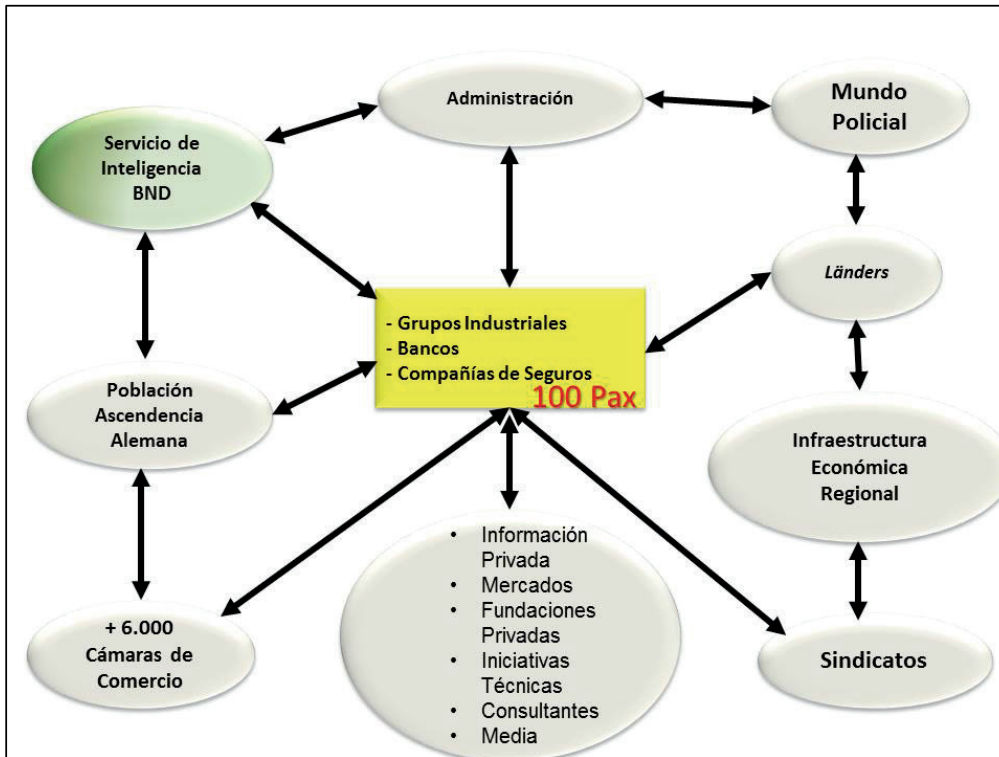 Administración
Mundo
Policial
Servicio de
Inteligencia
BND
Länders
- Grupos Industriales
- Bancos
- Compañías de Seguros
100 Pax
Población
Ascendencia
Alemana
Infraestructura
Económica
Regional
• Información
Privada
• Mercados
• Fundaciones
Privadas
• Iniciativas
Técnicas
• Consultantes
• Media
+ 6.000
Cámaras de
Comercio
Sindicatos